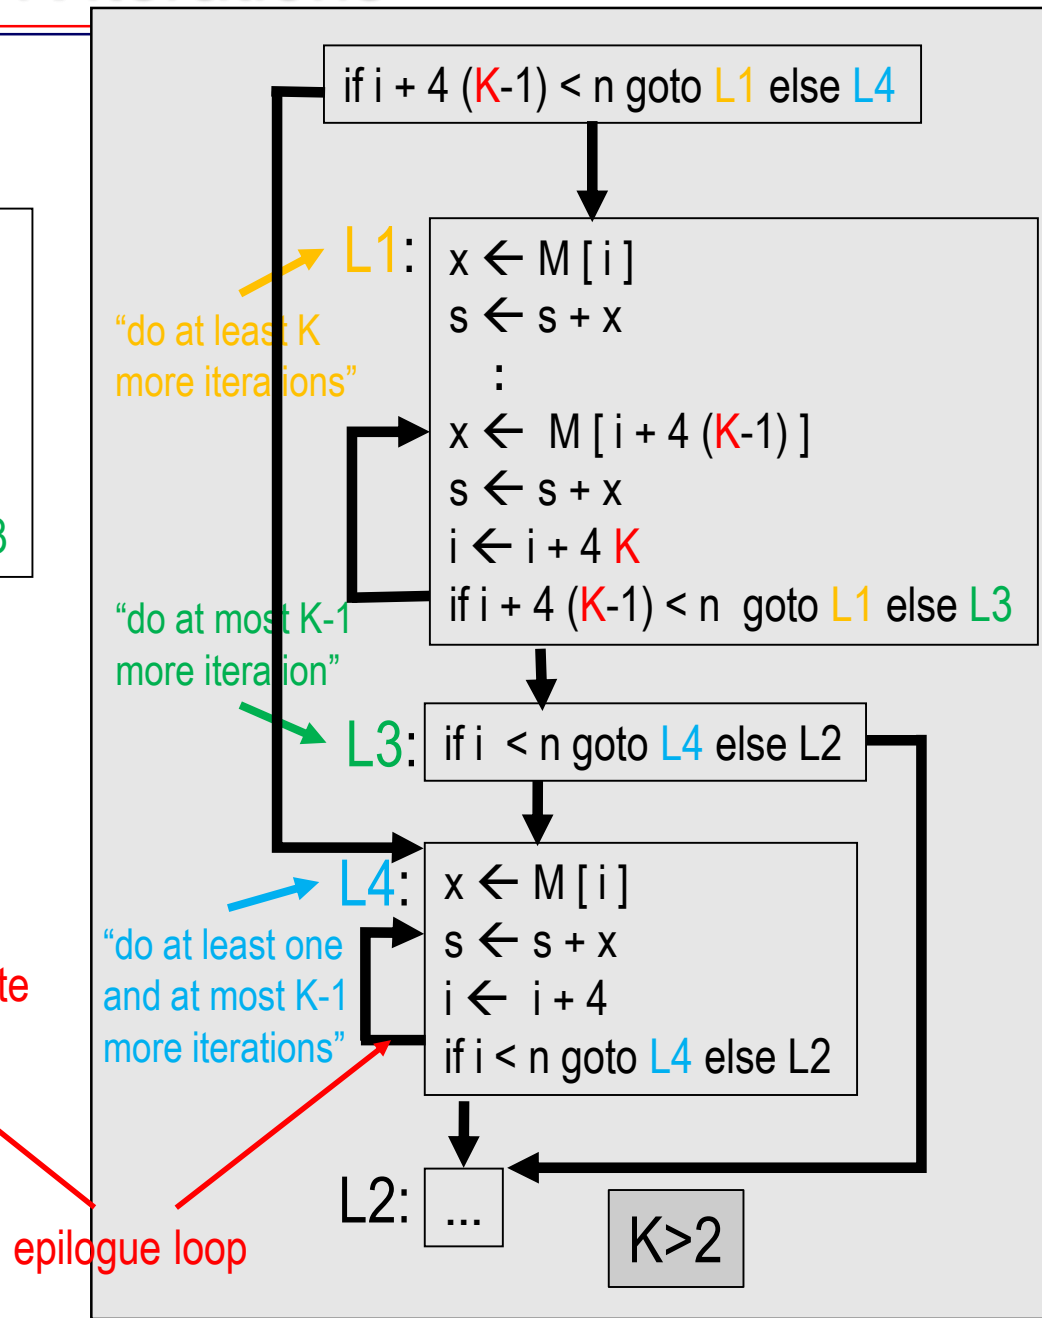 if i + 4 (K-1) < n goto L1 else L4
L1:
x ← M [ i ]
s ← s + x
:
x ← M [ i + 4 (K-1) ]
s ← s + x
i ← i + 4 K
if i + 4 (K-1) < n goto L1 else L3
“do at least K
more iterations”
“do at most K-1
more iteration”
L3:
if i < n goto L4 else L2
L4:
x ← M [ i ]
s ← s + x
i ← i + 4
if i < n goto L4 else L2
“do at least one
and at most K-1
more iterations”
L2:
...
K>2
epilogue loop